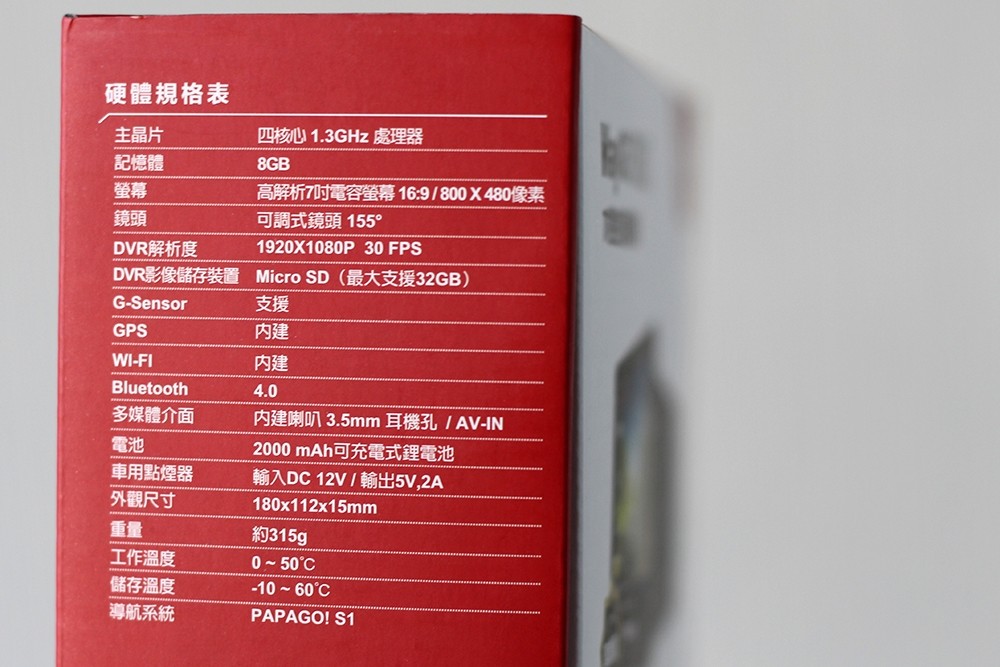 硬體規格表
主晶片 四核心 1.3GHz 處理器
記憶體 8GB
螢幕 高解析7吋電容螢幕 16:9 / 800 X 480像素
鏡頭 可調式鏡頭 155°
DVR解析度 1920X1080P 30 FPS
DVR影像儲存裝置 Micro SD（最大支援32GB）
G-Sensor 支援
GPS 內建
WI-FI 內建
Bluetooth 4.0
多媒體介面 內建喇叭 3.5mm 耳機孔 / AV-IN
電池 2000 mAh可充電式鋰電池
車用點煙器 輸入DC 12V / 輸出5V,2A
外觀尺寸 180x112x15mm
重量 約315g
工作溫度 0 ~ 50°C
儲存溫度 -10 ~ 60°C
導航系統 PAPAGO! S1